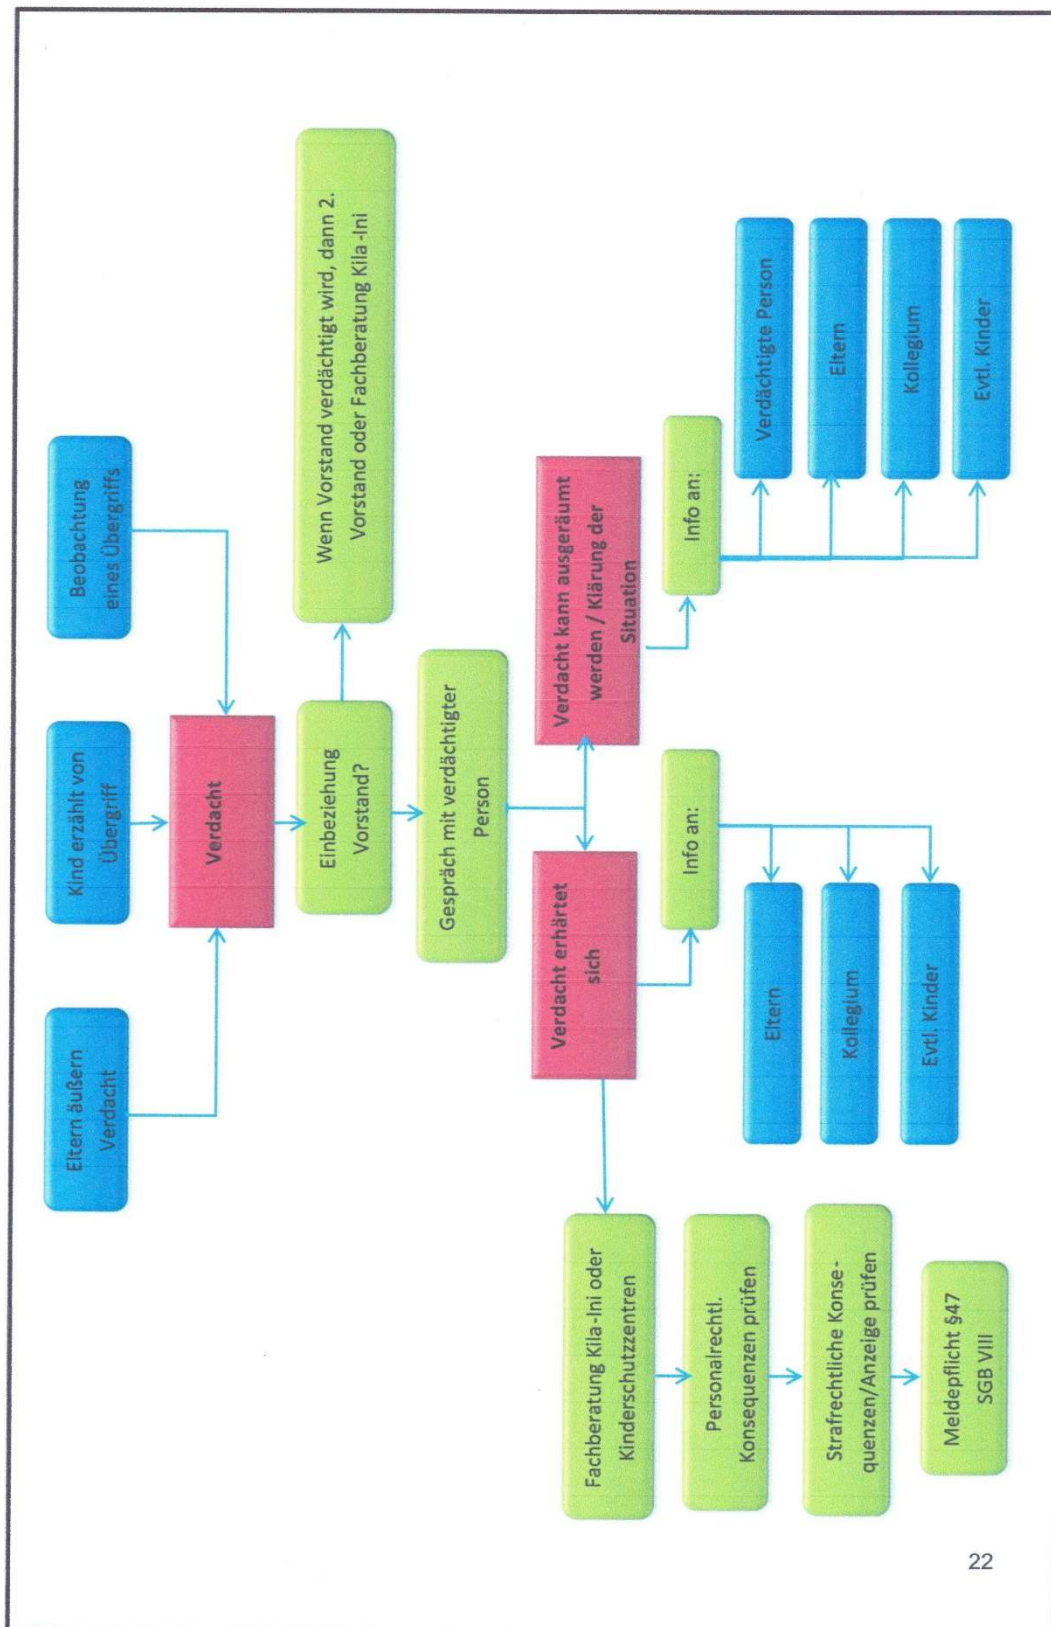 Eltern äußern
Verdacht
Kind erzählt von
Übergriff
Beobachtung
eines Übergriffs
Verdacht
Einbeziehung
Vorstand?
Wenn Vorstand verdächtigt wird, dann 2.
Vorstand oder Fachberatung Kila -Ini
Gespräch mit verdächtigter
Person
Verdacht erhärtet
sich
Verdacht kann ausgeräumt
werden / Klärung der
Situation
Fachberatung Kila -Ini oder
Kinderschutzzentren
Personalrechtl.
Konsequenzen prüfen
Strafrechtliche Konse-
quenzen/Anzeige prüfen
Meldepflicht §47
SGB VIII
Info an:
Eltern
Kollegium
Evtl. Kinder
Info an:
Verdächtigte Person
Eltern
Kollegium
Evtl. Kinder
22